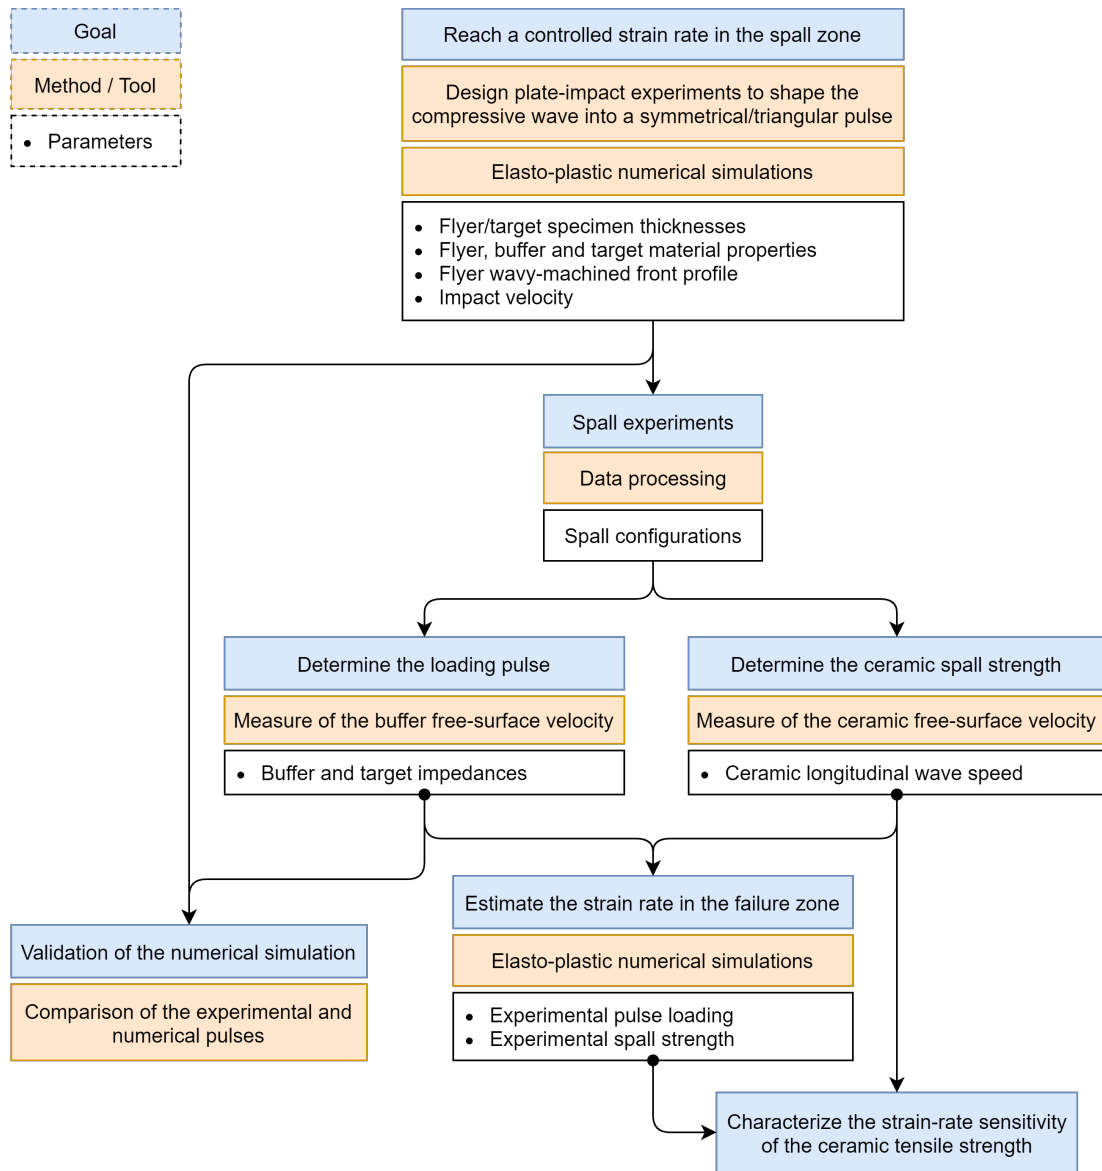 Goal
Method / Tool
• Parameters
Reach a controlled strain rate in the spall zone
Design plate-impact experiments to shape the
compressive wave into a symmetrical/triangular pulse
Elasto-plastic numerical simulations
• Flyer/target specimen thicknesses
• Flyer, buffer and target material properties
• Flyer wavy-machined front profile
• Impact velocity
Spall experiments
Data processing
Spall configurations
Determine the loading pulse
Measure of the buffer free-surface velocity
• Buffer and target impedances
Determine the ceramic spall strength
Measure of the ceramic free-surface velocity
• Ceramic longitudinal wave speed
Estimate the strain rate in the failure zone
Elasto-plastic numerical simulations
• Experimental pulse loading
• Experimental spall strength
Validation of the numerical simulation
Comparison of the experimental and
numerical pulses
Characterize the strain-rate sensitivity
of the ceramic tensile strength